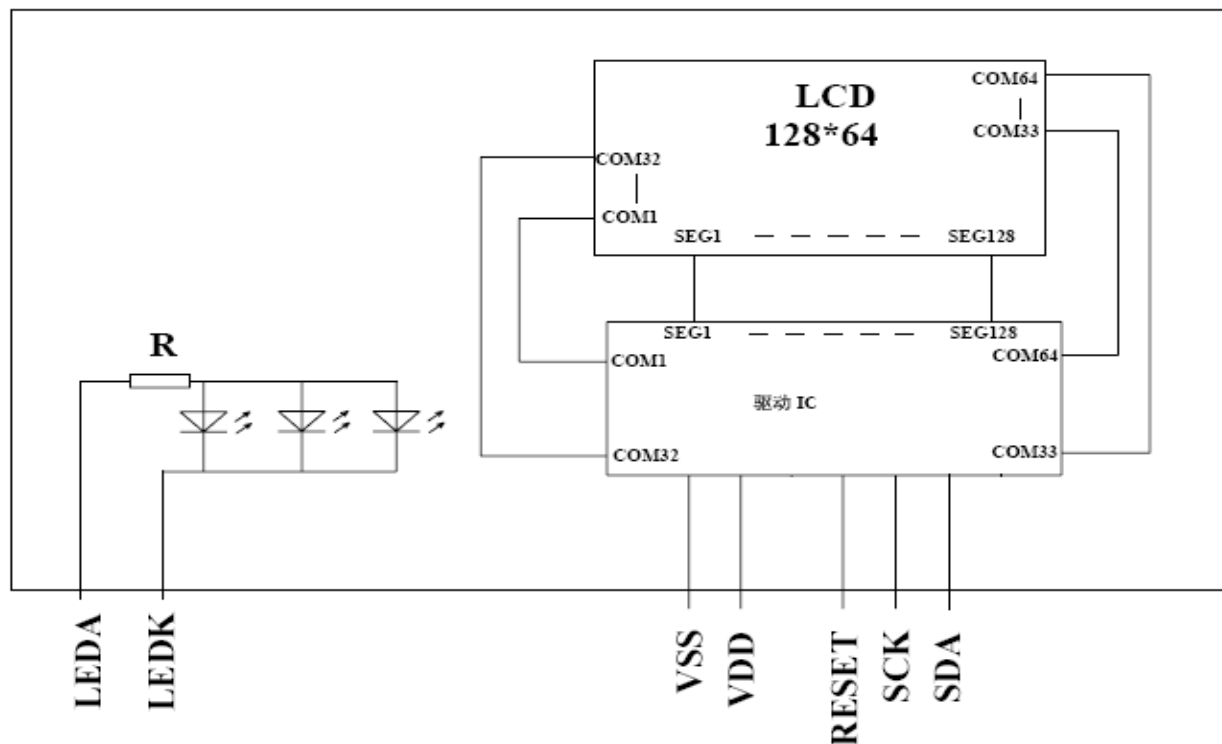 LCD
128*64
COM64
COM33
COM32
COM1
SEG1
SEG128
SEG1
SEG128
COM1
COM64
驱动 IC
COM32
COM33
R
LEDA
LEDK
VSS
VDD
RESET
SCK
SDA